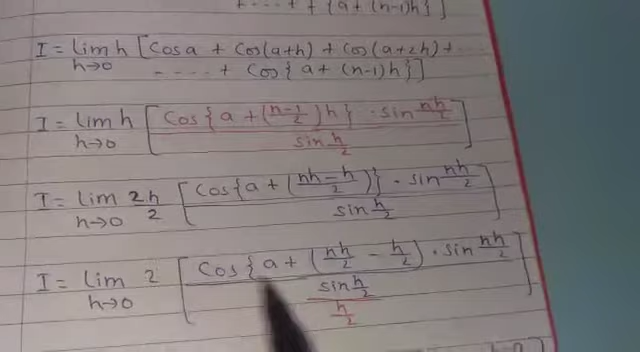 + ..... + + {a + (n-1)h}]
I = lim h→0 h [Cos a + Cos(a+h) + Cos(a+2h) + ...
..... + Cos{a + (n-1)h}]
I = lim h→0 h [Cos{a + (n-1/2)h} · sin nh/2 / sin h/2]
I = lim h→0 2h/2 [Cos{a + (nh-h/2)} · sin nh/2 / sin h/2]
I = lim h→0 2 [Cos{a + (nh/2 - h/2) · sin nh/2 / sin h/2 / h/2]